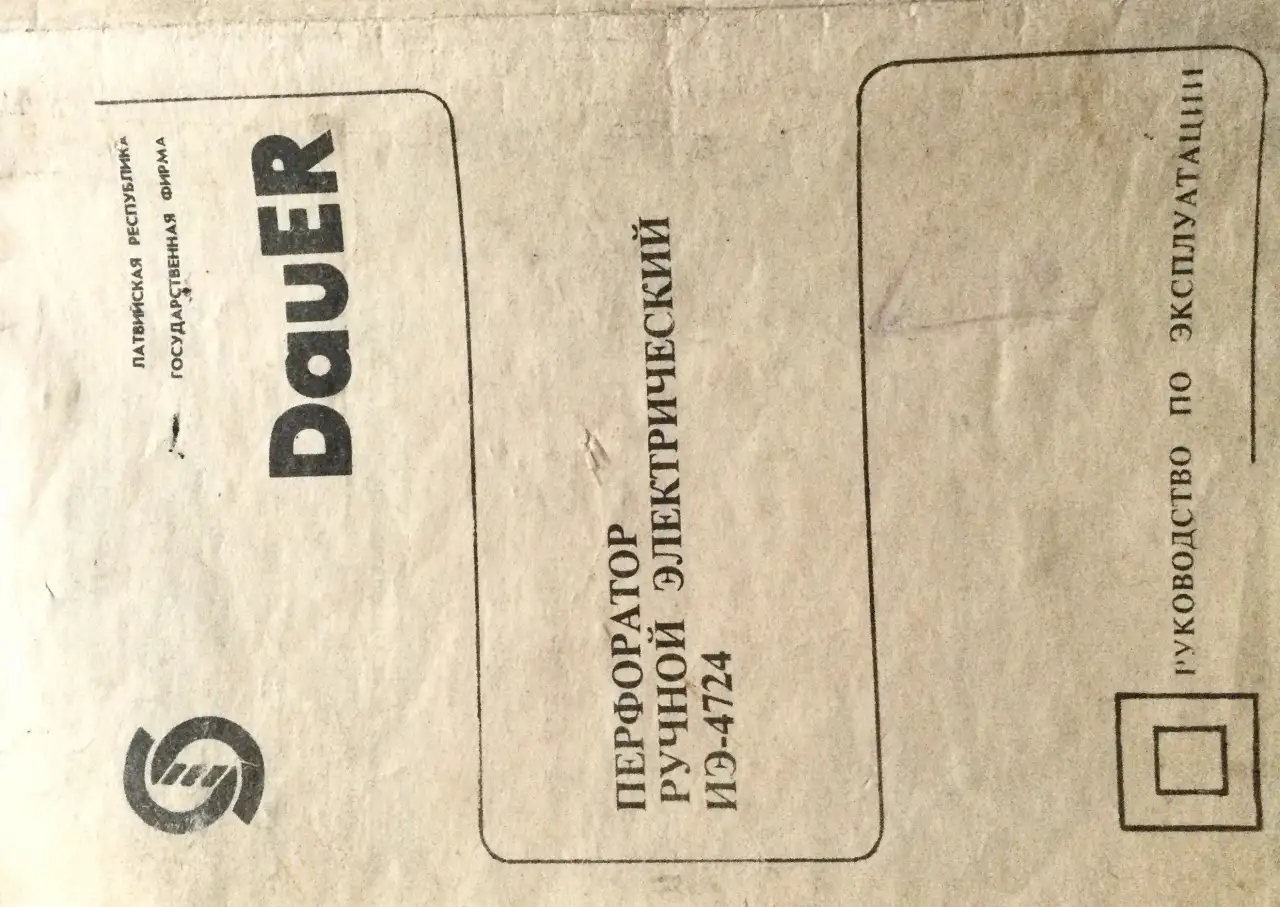 ЛАТВИЙСКАЯ РЕСПУБЛИКА
ГОСУДАРСТВЕННАЯ ФИРМА
DauER
ПЕРФОРАТОР
РУЧНОЙ ЭЛЕКТРИЧЕСКИЙ
ИЭ-4724
РУКОВОДСТВО ПО ЭКСПЛУАТАЦИИ